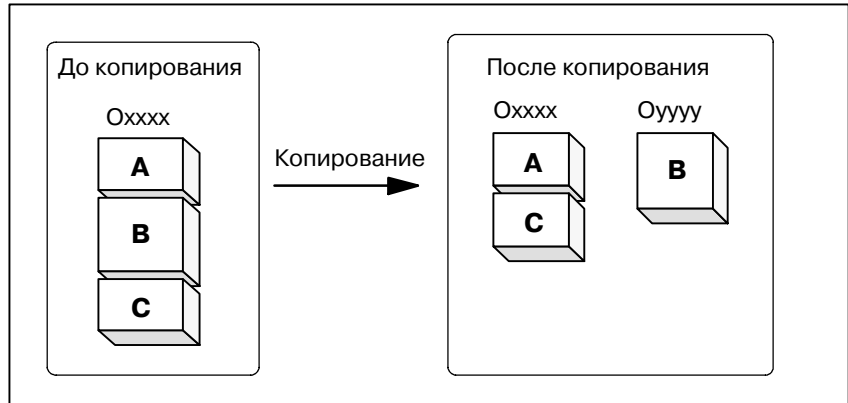 До копирования
Oxxxx
A
B
C
Копирование
После копирования
Oxxxx
Oyyyy
A
C
B